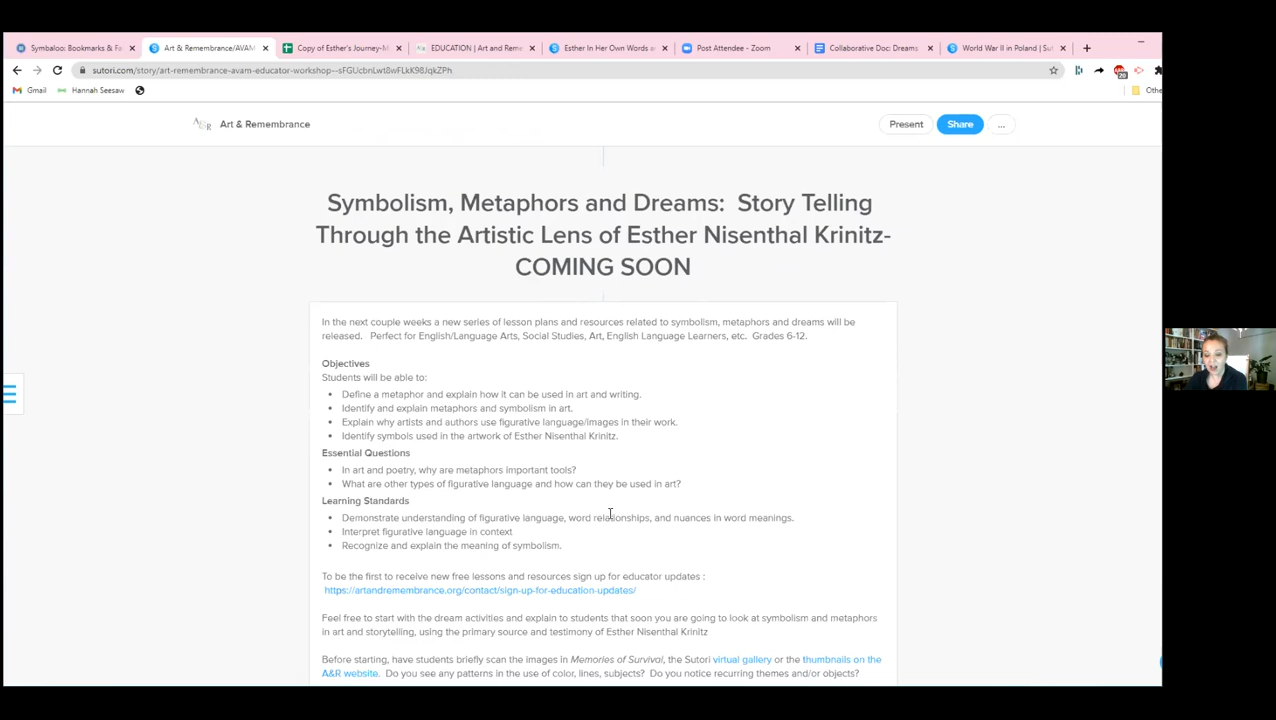 Symbaloo: Bookmarks & Fa
Art & Remembrance/AVAM
Copy of Esther's Journey-M
EDUCATION | Art and Reme
Esther In Her Own Words a
Post Attendee - Zoom
Collaborative Doc: Dreams
World War II in Poland | Sut
sutori.com/story/art-remembrance-avam-educator-workshop--sFGUcbnLwt8wFLkK98JqkZPh
20
Gmail
Hannah Seesaw
Othe
A&R
Art & Remembrance
Present
Share
...
Symbolism, Metaphors and Dreams: Story Telling
Through the Artistic Lens of Esther Nisenthal Krinitz-
COMING SOON
In the next couple weeks a new series of lesson plans and resources related to symbolism, metaphors and dreams will be
released. Perfect for English/Language Arts, Social Studies, Art, English Language Learners, etc. Grades 6-12.
Objectives
Students will be able to:
• Define a metaphor and explain how it can be used in art and writing.
• Identify and explain metaphors and symbolism in art.
• Explain why artists and authors use figurative language/images in their work.
• Identify symbols used in the artwork of Esther Nisenthal Krinitz.
Essential Questions
• In art and poetry, why are metaphors important tools?
• What are other types of figurative language and how can they be used in art?
Learning Standards
• Demonstrate understanding of figurative language, word relationships, and nuances in word meanings.
• Interpret figurative language in context
• Recognize and explain the meaning of symbolism.
To be the first to receive new free lessons and resources sign up for educator updates :
https://artandremembrance.org/contact/sign-up-for-education-updates/
Feel free to start with the dream activities and explain to students that soon you are going to look at symbolism and metaphors
in art and storytelling, using the primary source and testimony of Esther Nisenthal Krinitz
Before starting, have students briefly scan the images in Memories of Survival, the Sutori virtual gallery or the thumbnails on the
A&R website. Do you see any patterns in the use of color, lines, subjects? Do you notice recurring themes and/or objects?